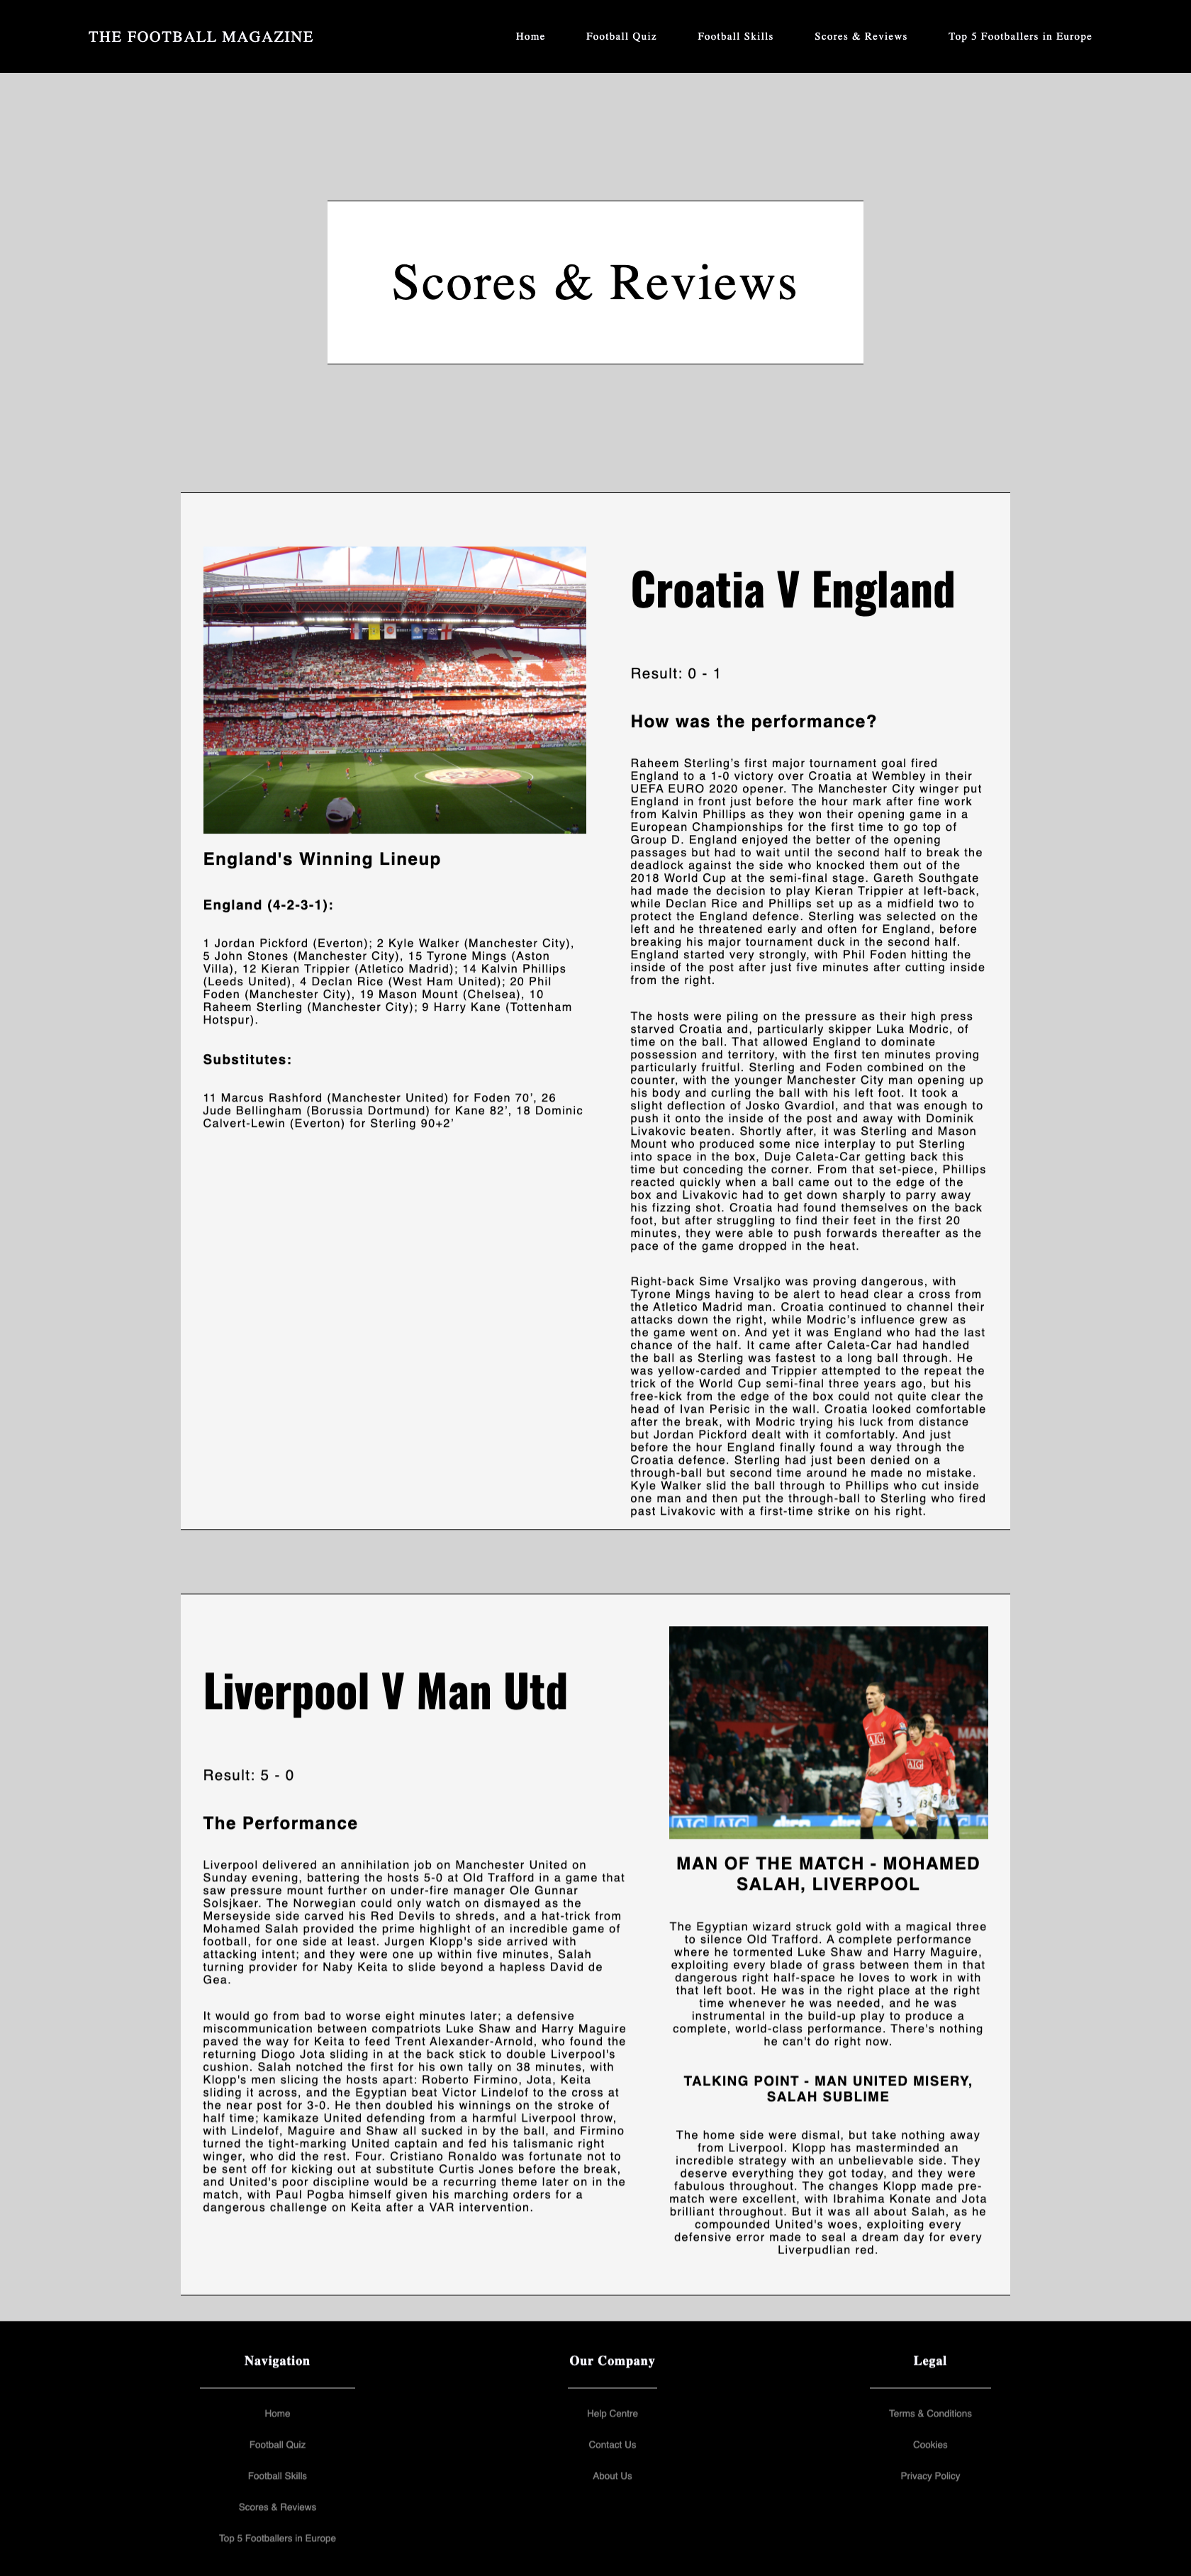 THE FOOTBALL MAGAZINE
Home
Football Quiz
Football Skills
Scores & Reviews
Top 5 Footballers in Europe
Scores & Reviews
England's Winning Lineup
England (4-2-3-1):
1 Jordan Pickford (Everton); 2 Kyle Walker (Manchester City),
5 John Stones (Manchester City), 15 Tyrone Mings (Aston
Villa), 12 Kieran Trippier (Atletico Madrid); 14 Kalvin Phillips
(Leeds United), 4 Declan Rice (West Ham United); 20 Phil
Foden (Manchester City), 19 Mason Mount (Chelsea), 10
Raheem Sterling (Manchester City); 9 Harry Kane (Tottenham
Hotspur).
Substitutes:
11 Marcus Rashford (Manchester United) for Foden 70’, 26
Jude Bellingham (Borussia Dortmund) for Kane 82’, 18 Dominic
Calvert-Lewin (Everton) for Sterling 90+2’
Croatia V England
Result: 0 - 1
How was the performance?
Raheem Sterling’s first major tournament goal fired
England to a 1-0 victory over Croatia at Wembley in their
UEFA EURO 2020 opener. The Manchester City winger put
England in front just before the hour mark after fine work
from Kalvin Phillips as they won their opening game in a
European Championships for the first time to go top of
Group D. England enjoyed the better of the opening
passages but had to wait until the second half to break the
deadlock against the side who knocked them out of the
2018 World Cup at the semi-final stage. Gareth Southgate
had made the decision to play Kieran Trippier at left-back,
while Declan Rice and Phillips set up as a midfield two to
protect the England defence. Sterling was selected on the
left and he threatened early and often for England, before
breaking his major tournament duck in the second half.
England started very strongly, with Phil Foden hitting the
inside of the post after just five minutes after cutting inside
from the right.
The hosts were piling on the pressure as their high press
starved Croatia and, particularly skipper Luka Modric, of
time on the ball. That allowed England to dominate
possession and territory, with the first ten minutes proving
particularly fruitful. Sterling and Foden combined on the
counter, with the younger Manchester City man opening up
his body and curling the ball with his left foot. It took a
slight deflection of Josko Gvardiol, and that was enough to
push it onto the inside of the post and away with Dominik
Livakovic beaten. Shortly after, it was Sterling and Mason
Mount who produced some nice interplay to put Sterling
into space in the box, Duje Caleta-Car getting back this
time but conceding the corner. From that set-piece, Phillips
reacted quickly when a ball came out to the edge of the
box and Livakovic had to get down sharply to parry away
his fizzing shot. Croatia had found themselves on the back
foot, but after struggling to find their feet in the first 20
minutes, they were able to push forwards thereafter as the
pace of the game dropped in the heat.
Right-back Sime Vrsaljko was proving dangerous, with
Tyrone Mings having to be alert to head clear a cross from
the Atletico Madrid man. Croatia continued to channel their
attacks down the right, while Modric’s influence grew as
the game went on. And yet it was England who had the last
chance of the half. It came after Caleta-Car had handled
the ball as Sterling was fastest to a long ball through. He
was yellow-carded and Trippier attempted to the repeat the
trick of the World Cup semi-final three years ago, but his
free-kick from the edge of the box could not quite clear the
head of Ivan Perisic in the wall. Croatia looked comfortable
after the break, with Modric trying his luck from distance
but Jordan Pickford dealt with it comfortably. And just
before the hour England finally found a way through the
Croatia defence. Sterling had just been denied on a
through-ball but second time around he made no mistake.
Kyle Walker slid the ball through to Phillips who cut inside
one man and then put the through-ball to Sterling who fired
past Livakovic with a first-time strike on his right.
Liverpool V Man Utd
Result: 5 - 0
The Performance
Liverpool delivered an annihilation job on Manchester United on
Sunday evening, battering the hosts 5-0 at Old Trafford in a game that
saw pressure mount further on under-fire manager Ole Gunnar
Solsjkaer. The Norwegian could only watch on dismayed as the
Merseyside side carved his Red Devils to shreds, and a hat-trick from
Mohamed Salah provided the prime highlight of an incredible game of
football, for one side at least. Jurgen Klopp's side arrived with
attacking intent; and they were one up within five minutes, Salah
turning provider for Naby Keita to slide beyond a hapless David de
Gea.
It would go from bad to worse eight minutes later; a defensive
miscommunication between compatriots Luke Shaw and Harry Maguire
paved the way for Keita to feed Trent Alexander-Arnold, who found the
returning Diogo Jota sliding in at the back stick to double Liverpool's
cushion. Salah notched the first for his own tally on 38 minutes, with
Klopp's men slicing the hosts apart: Roberto Firmino, Jota, Keita
sliding it across, and the Egyptian beat Victor Lindelof to the cross at
the near post for 3-0. He then doubled his winnings on the stroke of
half time; kamikaze United defending from a harmful Liverpool throw,
with Lindelof, Maguire and Shaw all sucked in by the ball, and Firmino
turned the tight-marking United captain and fed his talismanic right
winger, who did the rest. Four. Cristiano Ronaldo was fortunate not to
be sent off for kicking out at substitute Curtis Jones before the break,
and United's poor discipline would be a recurring theme later on in the
match, with Paul Pogba himself given his marching orders for a
dangerous challenge on Keita after a VAR intervention.
MAN
AIG
AIG
5
13
AIG
AIG
MAN OF THE MATCH - MOHAMED
SALAH, LIVERPOOL
The Egyptian wizard struck gold with a magical three
to silence Old Trafford. A complete performance
where he tormented Luke Shaw and Harry Maguire,
exploiting every blade of grass between them in that
dangerous right half-space he loves to work in with
that left boot. He was in the right place at the right
time whenever he was needed, and he was
instrumental in the build-up play to produce a
complete, world-class performance. There's nothing
he can't do right now.
TALKING POINT - MAN UNITED MISERY,
SALAH SUBLIME
The home side were dismal, but take nothing away
from Liverpool. Klopp has masterminded an
incredible strategy with an unbelievable side. They
deserve everything they got today, and they were
fabulous throughout. The changes Klopp made pre-
match were excellent, with Ibrahima Konate and Jota
brilliant throughout. But it was all about Salah, as he
compounded United's woes, exploiting every
defensive error made to seal a dream day for every
Liverpudlian red.
Navigation
Home
Football Quiz
Football Skills
Scores & Reviews
Top 5 Footballers in Europe
Our Company
Help Centre
Contact Us
About Us
Legal
Terms & Conditions
Cookies
Privacy Policy